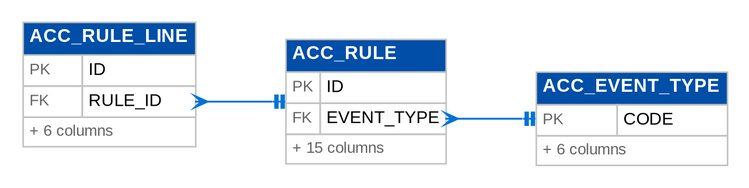 ACC_RULE_LINE
PK ID
FK RULE_ID
+ 6 columns
ACC_RULE
PK ID
FK EVENT_TYPE
+ 15 columns
ACC_EVENT_TYPE
PK CODE
+ 6 columns